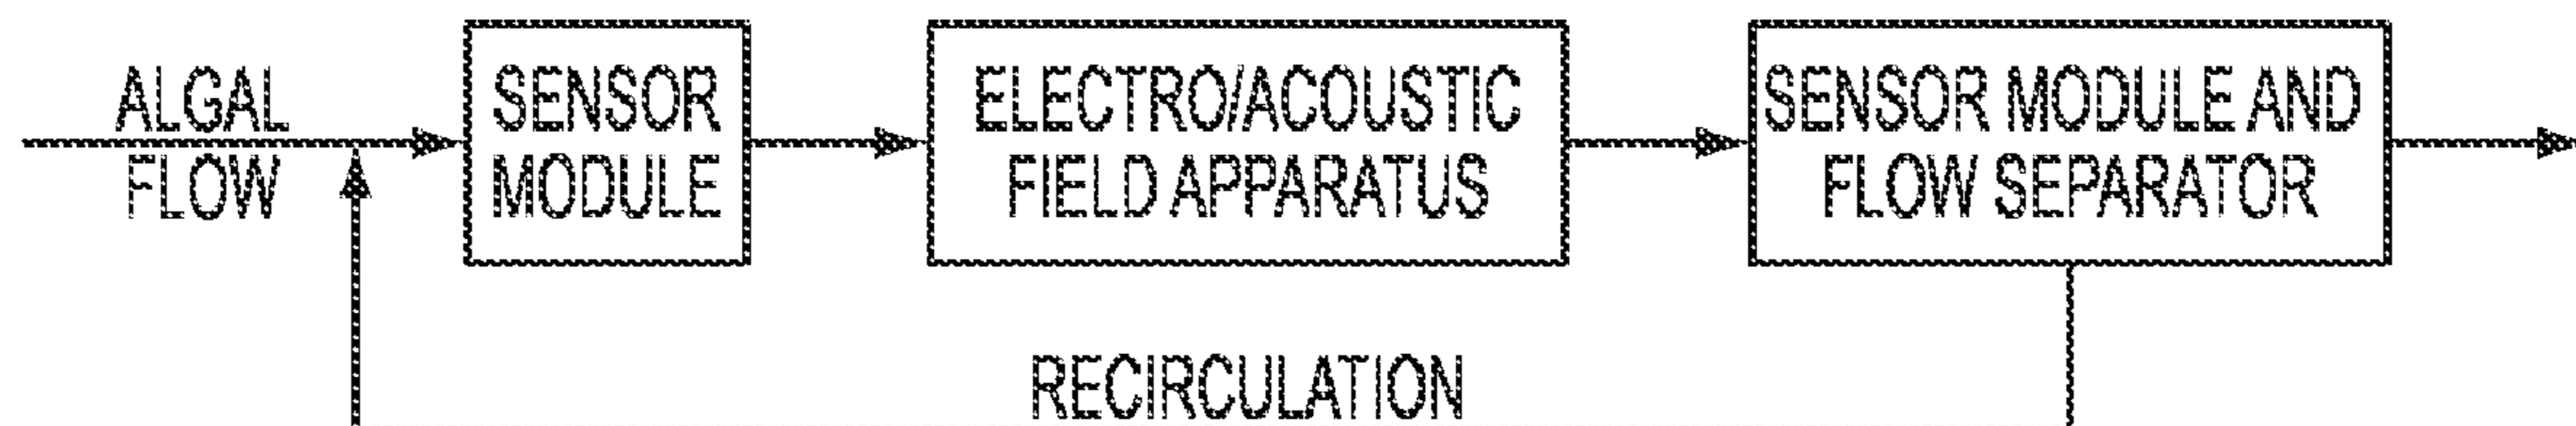 ALGAL
FLOW
SENSOR
MODULE
ELECTRO/ACOUSTIC
FIELD APPARATUS
SENSOR MODULE AND
FLOW SEPARATOR
RECIRCULATION